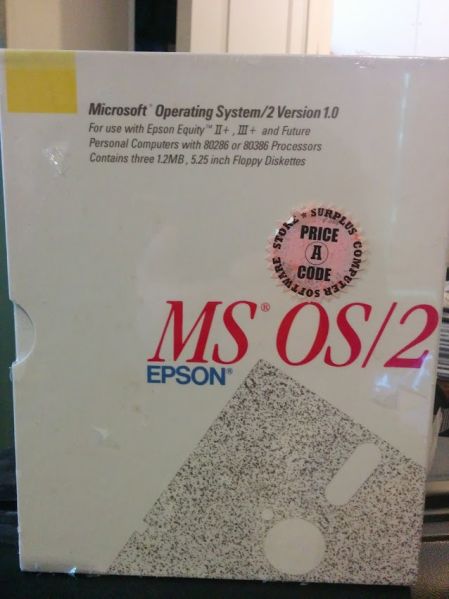 Microsoft® Operating System/2 Version 1.0
For use with Epson Equity™ II+, III+ and Future
Personal Computers with 80286 or 80386 Processors
Contains three 1.2MB, 5.25 inch Floppy Diskettes
★ SURPLUS COMPUTER SOFTWARE STORE
PRICE
A
CODE
MS® OS/2
EPSON®